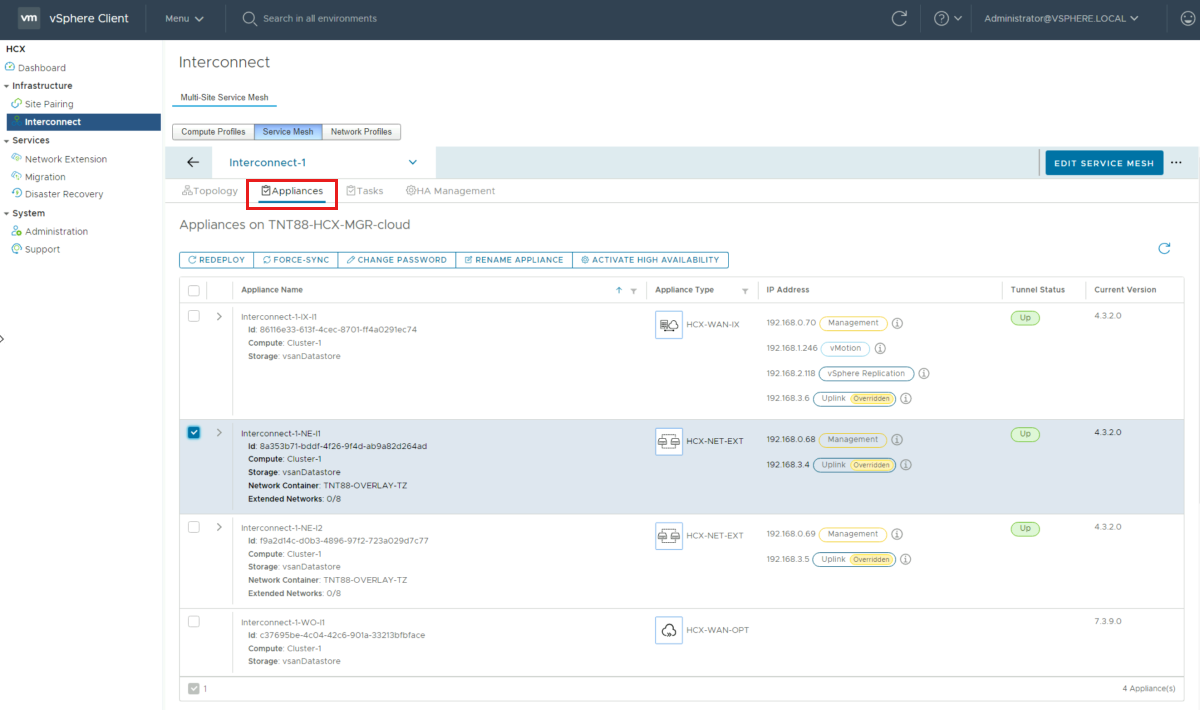 vm vSphere Client Menu Search in all environments Administrator@VSPHERE.LOCAL
HCX
Dashboard
Infrastructure
Site Pairing
Interconnect
Services
Network Extension
Migration
Disaster Recovery
System
Administration
Support
Interconnect
Multi-Site Service Mesh
Compute Profiles Service Mesh Network Profiles
Interconnect-1 EDIT SERVICE MESH
Topology Appliances Tasks HA Management
Appliances on TNT88-HCX-MGR-cloud
REDEPLOY FORCE-SYNC CHANGE PASSWORD RENAME APPLIANCE ACTIVATE HIGH AVAILABILITY
Appliance Name Appliance Type IP Address Tunnel Status Current Version
Interconnect-1-IX-I1
Id: 86116e33-613f-4cec-8701-ff4a0291ec74
Compute: Cluster-1
Storage: vsanDatastore
HCX-WAN-IX
192.168.0.70 Management
192.168.1.246 vMotion
192.168.2.118 vSphere Replication
192.168.3.6 Uplink Overridden
Up
4.3.2.0
Interconnect-1-NE-I1
Id: 8a353b71-bddf-4f26-9f4d-ab9a82d264ad
Compute: Cluster-1
Storage: vsanDatastore
Network Container: TNT88-OVERLAY-TZ
Extended Networks: 0/8
HCX-NET-EXT
192.168.0.68 Management
192.168.3.4 Uplink Overridden
Up
4.3.2.0
Interconnect-1-NE-I2
Id: f9a2d14c-d0b3-4896-97f2-723a029d7c77
Compute: Cluster-1
Storage: vsanDatastore
Network Container: TNT88-OVERLAY-TZ
Extended Networks: 0/8
HCX-NET-EXT
192.168.0.69 Management
192.168.3.5 Uplink Overridden
Up
4.3.2.0
Interconnect-1-WO-I1
Id: c37695be-4c04-42c6-901a-33213bfbface
Compute: Cluster-1
Storage: vsanDatastore
HCX-WAN-OPT
7.3.9.0
1
4 Appliance(s)